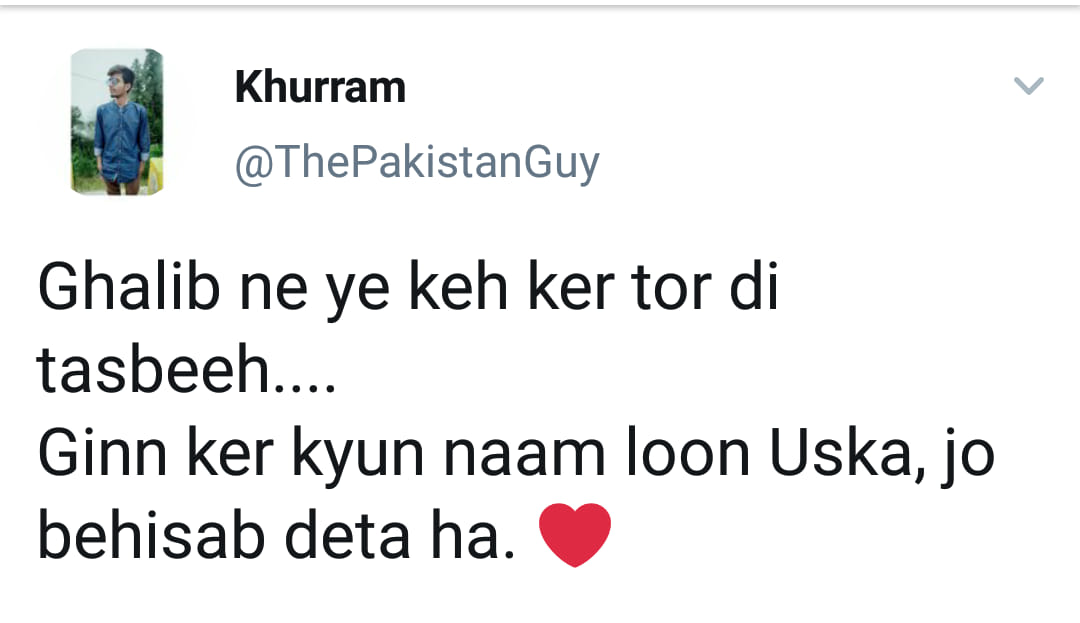 Khurram
@ThePakistanGuy
Ghalib ne ye keh ker tor di
tasbeeh....
Ginn ker kyun naam loon Uska, jo
behisab deta ha. ❤️